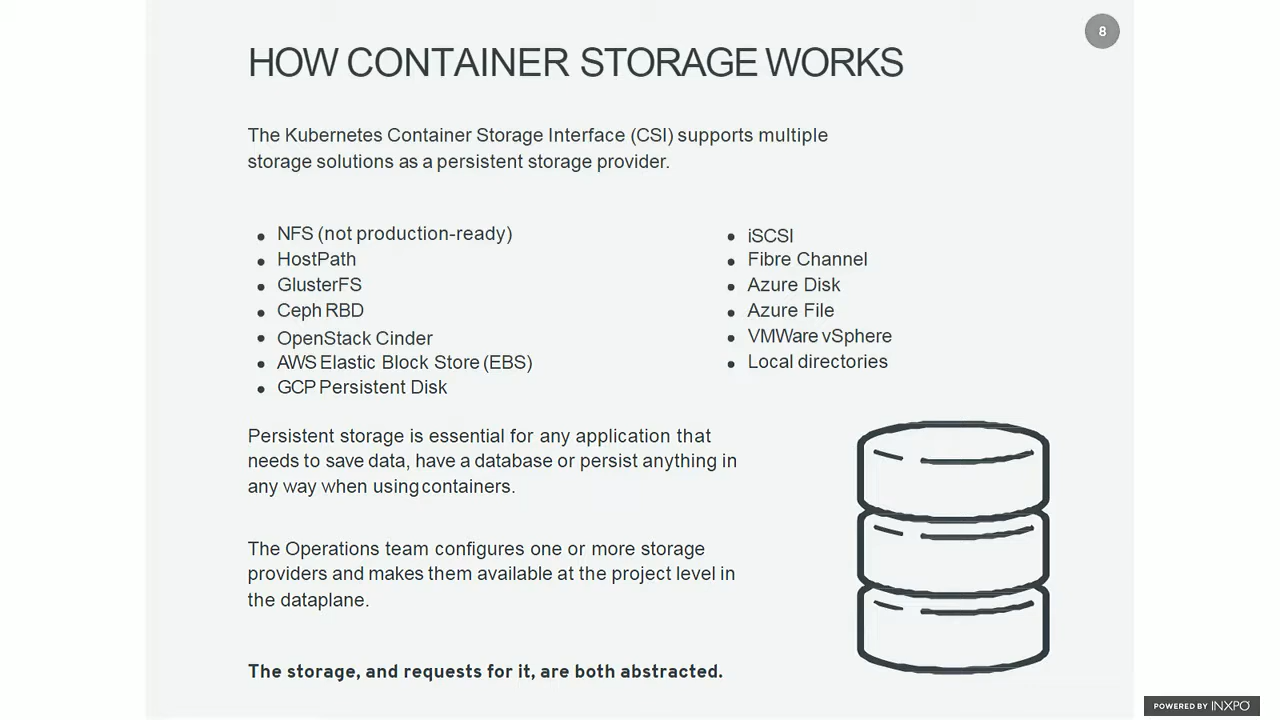 8
HOW CONTAINER STORAGE WORKS
The Kubernetes Container Storage Interface (CSI) supports multiple
storage solutions as a persistent storage provider.
NFS (not production-ready)
HostPath
GlusterFS
Ceph RBD
OpenStack Cinder
AWS Elastic Block Store (EBS)
GCP Persistent Disk
iSCSI
Fibre Channel
Azure Disk
Azure File
VMWare vSphere
Local directories
Persistent storage is essential for any application that
needs to save data, have a database or persist anything in
any way when using containers.
The Operations team configures one or more storage
providers and makes them available at the project level in
the dataplane.
The storage, and requests for it, are both abstracted.
POWERED BY INXPO